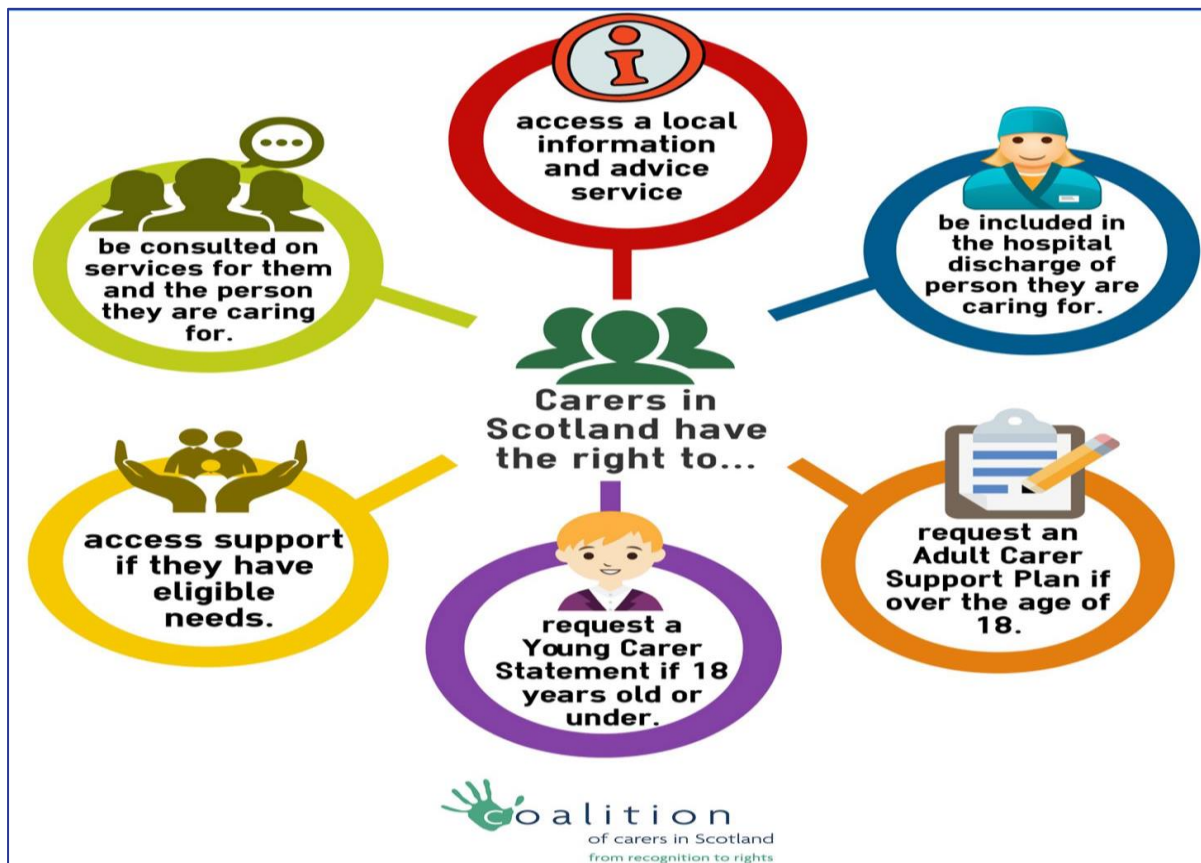 access a local
information
and advice
service
be consulted on
services for them
and the person
they are caring
for.
be included in
the hospital
discharge of
person they are
caring for.
Carers in
Scotland have
the right to...
access support
if they have
eligible
needs.
request a
Young Carer
Statement if 18
years old or
under.
request an
Adult Carer
Support Plan if
over the age of
18.
coalition
of carers in Scotland
from recognition to rights